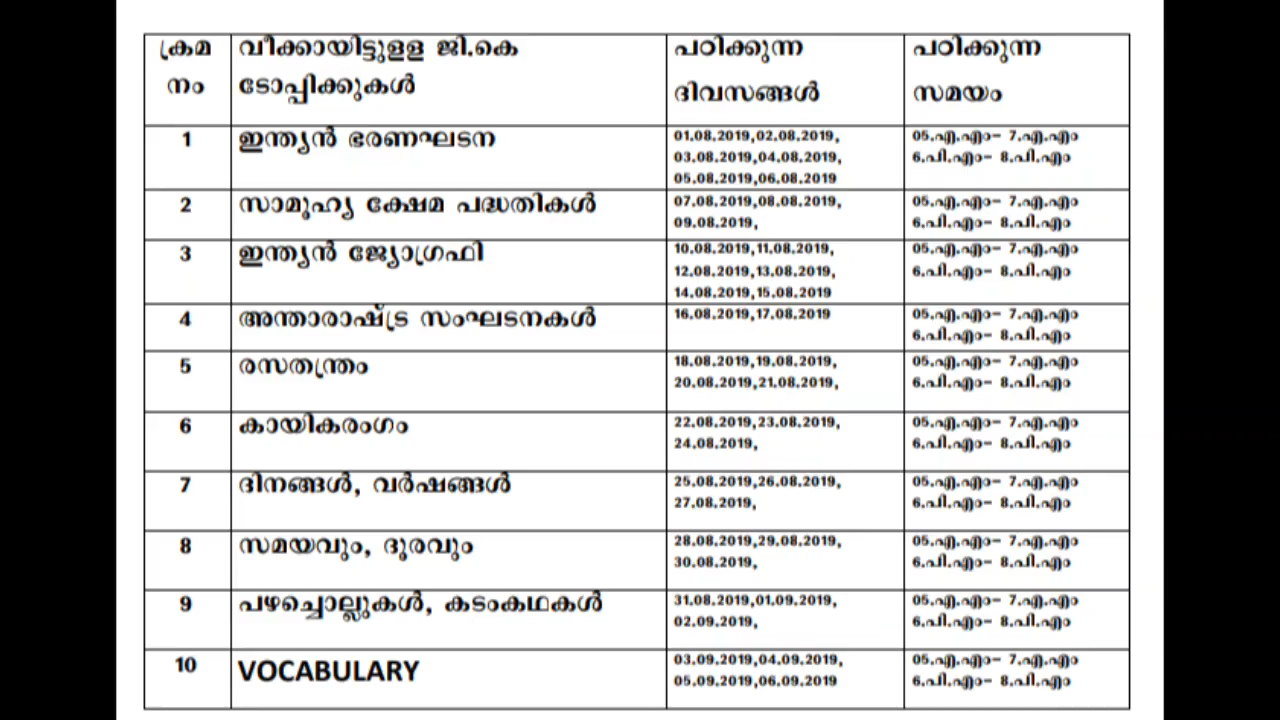 ക്രമ നം
വീക്കായിട്ടുളള ജി.കെ ടോപ്പിക്കുകൾ
പഠിക്കുന്ന ദിവസങ്ങൾ
പഠിക്കുന്ന സമയം
1 ഇന്ത്യൻ ഭരണഘടന
01.08.2019,02.08.2019,
03.08.2019,04.08.2019,
05.08.2019,06.08.2019
05.എ.എം- 7.എ.എം
6.പി.എം- 8.പി.എം
2 സാമൂഹ്യ ക്ഷേമ പദ്ധതികൾ
07.08.2019,08.08.2019,
09.08.2019,
05.എ.എം- 7.എ.എം
6.പി.എം- 8.പി.എം
3 ഇന്ത്യൻ ജ്യോഗ്രഫി
10.08.2019,11.08.2019,
12.08.2019,13.08.2019,
14.08.2019,15.08.2019
05.എ.എം- 7.എ.എം
6.പി.എം- 8.പി.എം
4 അന്താരാഷ്ട്ര സംഘടനകൾ
16.08.2019,17.08.2019
05.എ.എം- 7.എ.എം
6.പി.എം- 8.പി.എം
5 രസതന്ത്രം
18.08.2019,19.08.2019,
20.08.2019,21.08.2019,
05.എ.എം- 7.എ.എം
6.പി.എം- 8.പി.എം
6 കായികരംഗം
22.08.2019,23.08.2019,
24.08.2019,
05.എ.എം- 7.എ.എം
6.പി.എം- 8.പി.എം
7 ദിനങ്ങൾ, വർഷങ്ങൾ
25.08.2019,26.08.2019,
27.08.2019,
05.എ.എം- 7.എ.എം
6.പി.എം- 8.പി.എം
8 സമയവും, ദൂരവും
28.08.2019,29.08.2019,
30.08.2019,
05.എ.എം- 7.എ.എം
6.പി.എം- 8.പി.എം
9 പഴച്ചൊല്ലുകൾ, കടംകഥകൾ
31.08.2019,01.09.2019,
02.09.2019,
05.എ.എം- 7.എ.എം
6.പി.എം- 8.പി.എം
10 VOCABULARY
03.09.2019,04.09.2019,
05.09.2019,06.09.2019
05.എ.എം- 7.എ.എം
6.പി.എം- 8.പി.എം